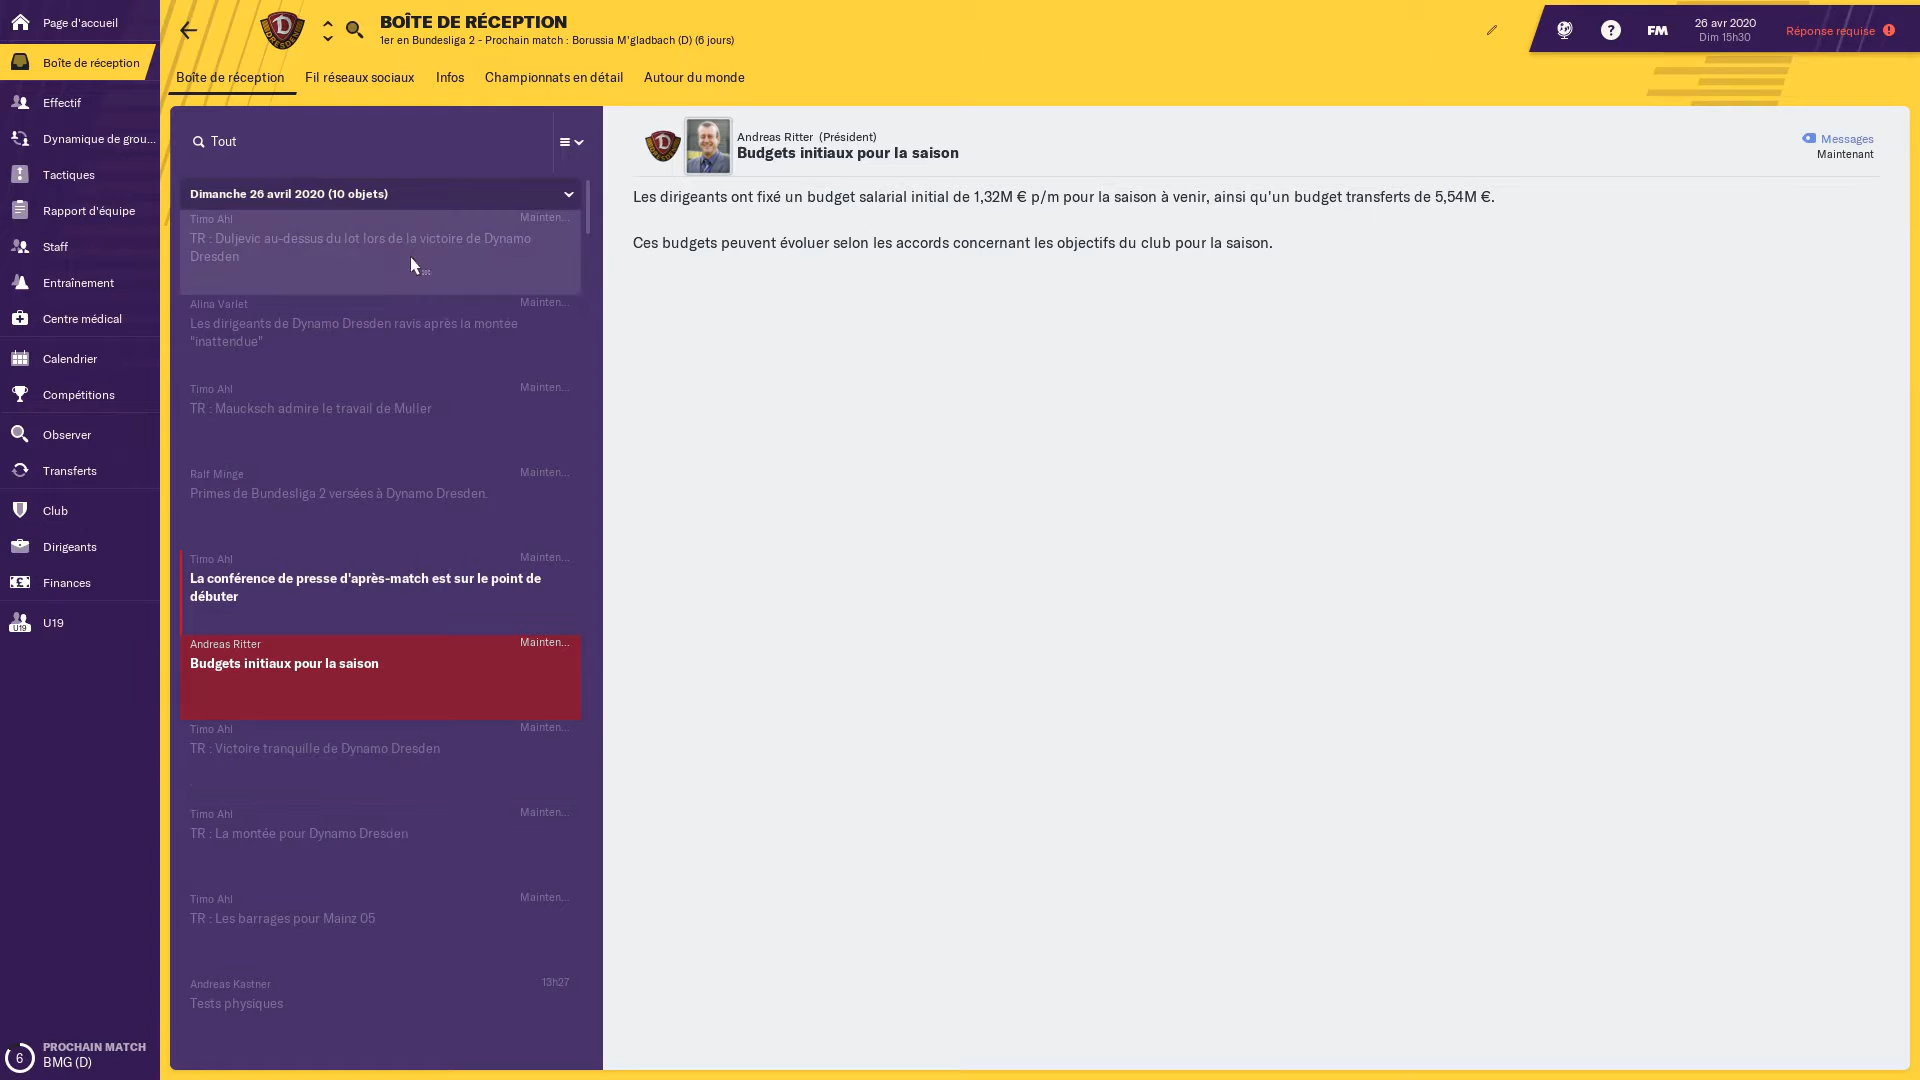 Page d'accueil
Boîte de réception
Effectif
Dynamique de grou...
Tactiques
Rapport d'équipe
Staff
Entraînement
Centre médical
Calendrier
Compétitions
Observer
Transferts
Club
Dirigeants
Finances
U19
U19
6
PROCHAIN MATCH
BMG (D)
BOÎTE DE RÉCEPTION
1er en Bundesliga 2 - Prochain match : Borussia M'gladbach (D) (6 jours)
FM
26 avr 2020
Dim 15h30
Réponse requise
Boîte de réception
Fil réseaux sociaux
Infos
Championnats en détail
Autour du monde
Tout
Dimanche 26 avril 2020 (10 objets)
Timo Ahl
Mainten...
TR : Duljevic au-dessus du lot lors de la victoire de Dynamo
Dresden
Alina Varlet
Mainten...
Les dirigeants de Dynamo Dresden ravis après la montée
"inattendue"
Timo Ahl
Mainten...
TR : Maucksch admire le travail de Muller
Ralf Minge
Mainten...
Primes de Bundesliga 2 versées à Dynamo Dresden.
Timo Ahl
Mainten...
La conférence de presse d'après-match est sur le point de
débuter
Andreas Ritter
Mainten...
Budgets initiaux pour la saison
Timo Ahl
Mainten...
TR : Victoire tranquille de Dynamo Dresden
Timo Ahl
Mainten...
TR : La montée pour Dynamo Dresden
Timo Ahl
Mainten...
TR : Les barrages pour Mainz 05
Andreas Kastner
13h27
Tests physiques
Andreas Ritter (Président)
Budgets initiaux pour la saison
Messages
Maintenant
Les dirigeants ont fixé un budget salarial initial de 1,32M € p/m pour la saison à venir, ainsi qu'un budget transferts de 5,54M €.
Ces budgets peuvent évoluer selon les accords concernant les objectifs du club pour la saison.